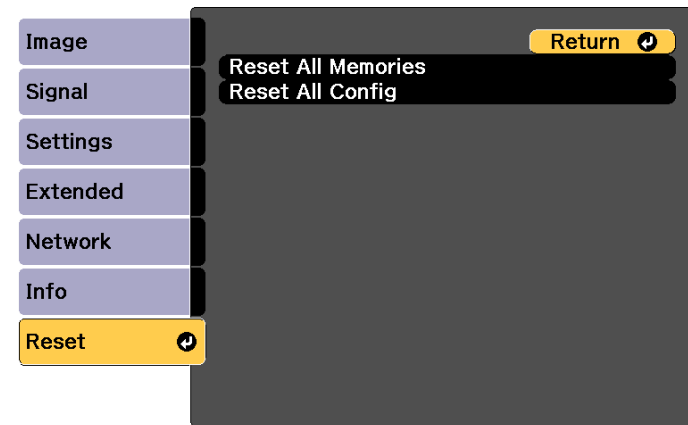 Image
Signal
Settings
Extended
Network
Info
Reset
Return
Reset All Memories
Reset All Config